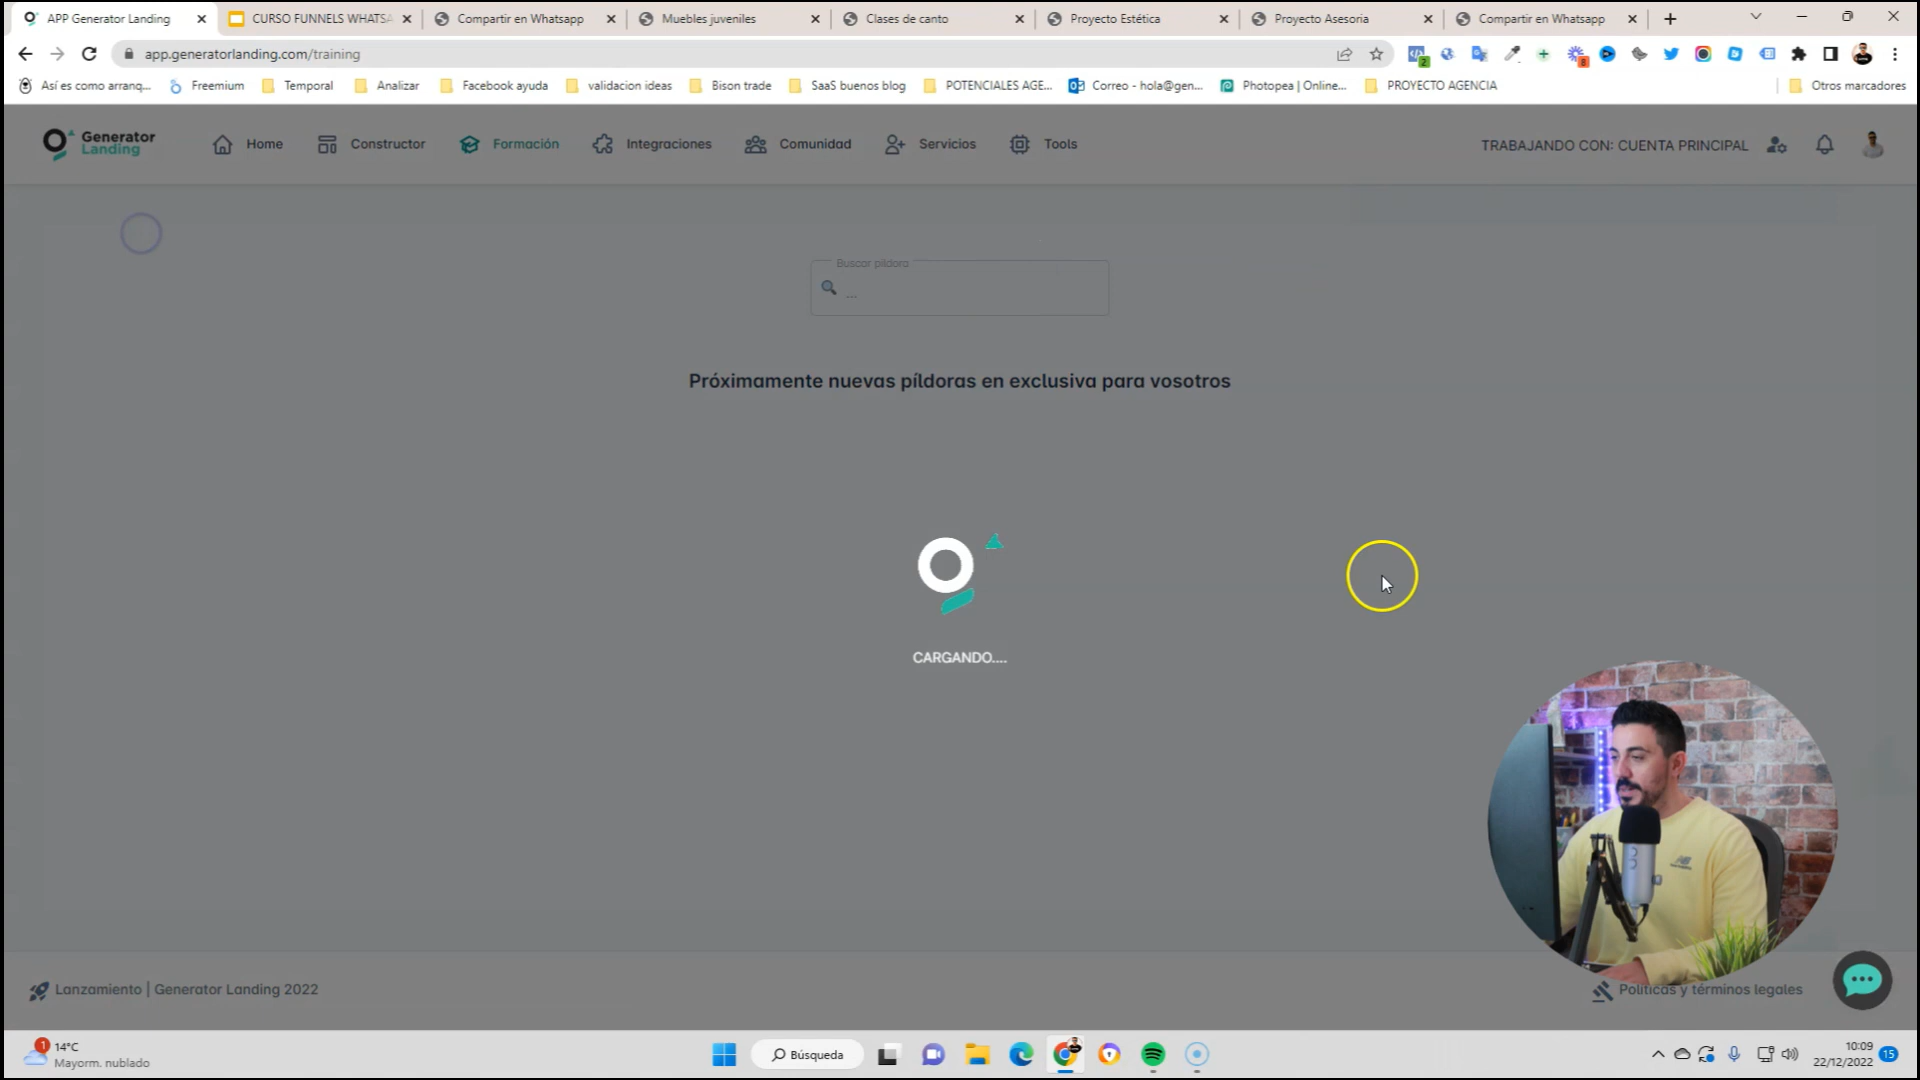 APP Generator Landing
CURSO FUNNELS WHATSA
Compartir en Whatsapp
Muebles juveniles
Clases de canto
Proyecto Estética
Proyecto Asesoria
Compartir en Whatsapp
app.generatorlanding.com/training
2
8
Así es como arranq...
Freemium
Temporal
Analizar
Facebook ayuda
validacion ideas
Bison trade
SaaS buenos blog
POTENCIALES AGE...
Correo - hola@gen...
Photopea | Online...
PROYECTO AGENCIA
Otros marcadores
Generator
Landing
Home
Constructor
Formación
Integraciones
Comunidad
Servicios
Tools
TRABAJANDO CON: CUENTA PRINCIPAL
Buscar píldora
...
Próximamente nuevas píldoras en exclusiva para vosotros
CARGANDO....
Lanzamiento | Generator Landing 2022
Políticas y términos legales
1
14°C
Mayorm. nublado
Búsqueda
10:09
22/12/2022
15